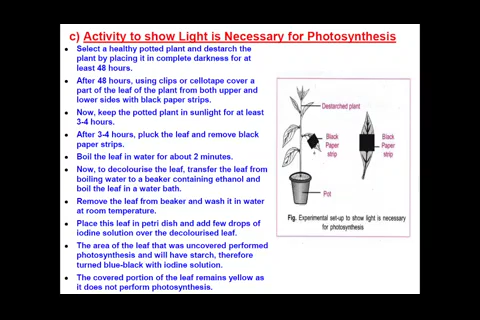 c) Activity to show Light is Necessary for Photosynthesis
Select a healthy potted plant and destarch the
plant by placing it in complete darkness for at
least 48 hours.
After 48 hours, using clips or cellotape cover a
part of the leaf of the plant from both upper and
lower sides with black paper strips.
Now, keep the potted plant in sunlight for at least
3-4 hours.
After 3-4 hours, pluck the leaf and remove black
paper strips.
Boil the leaf in water for about 2 minutes.
Now, to decolourise the leaf, transfer the leaf from
boiling water to a beaker containing ethanol and
boil the leaf in a water bath.
Remove the leaf from beaker and wash it in water
at room temperature.
Place this leaf in petri dish and add few drops of
iodine solution over the decolourised leaf.
The area of the leaf that was uncovered performed
photosynthesis and will have starch, therefore
turned blue-black with iodine solution.
The covered portion of the leaf remains yellow as
it does not perform photosynthesis.
Destarched plant
Black
Paper
strip
Black
Paper
strip
Pot
Fig. Experimental set-up to show light is necessary
for photosynthesis